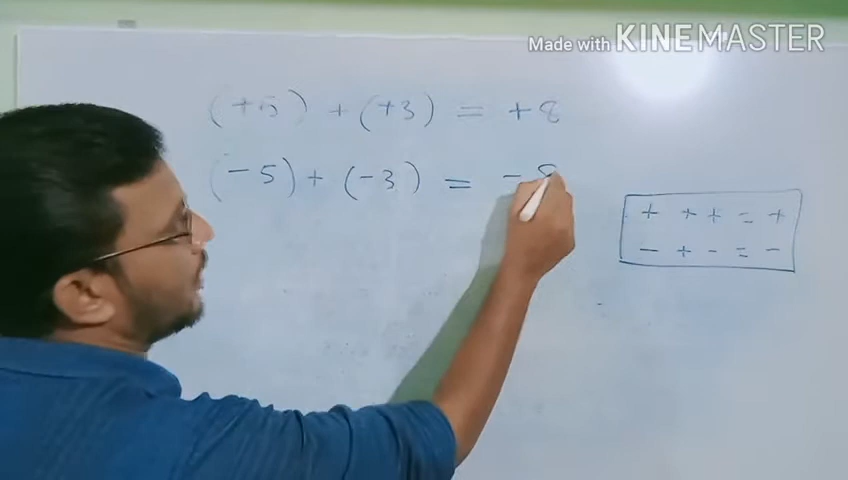 Made with KINEMASTER
(+5) + (+3) = +8
(-5) + (-3) = - 8
+ + + = +
- + - = -